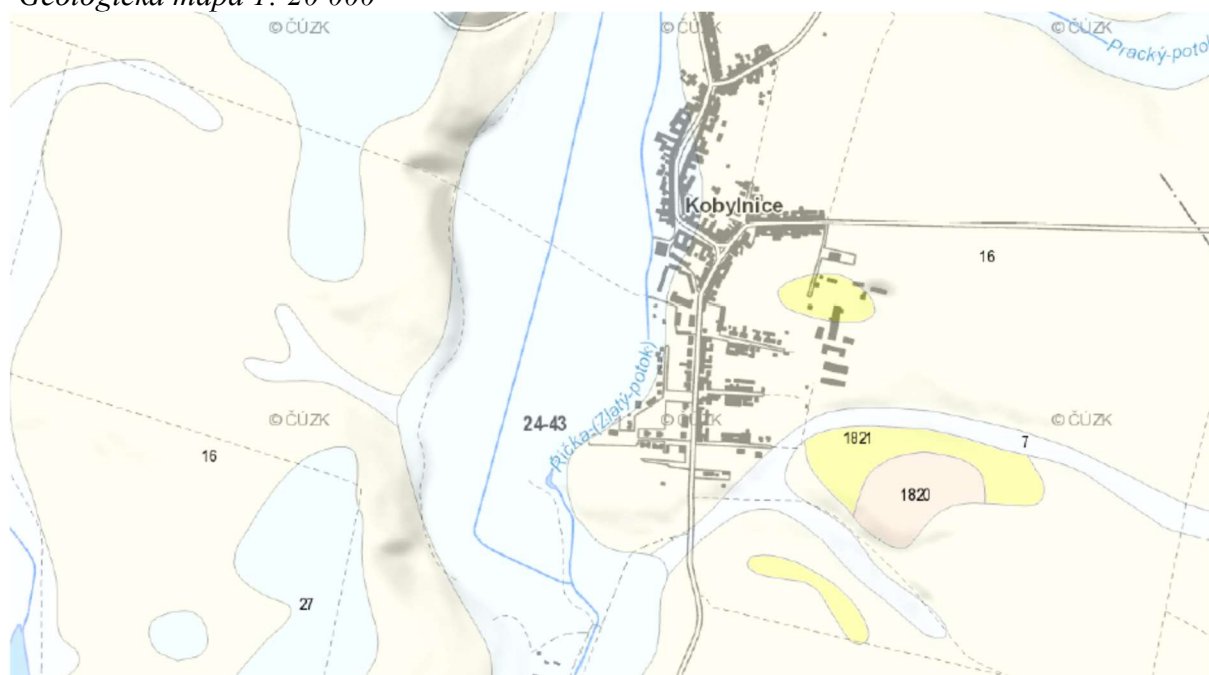 Geologická mapa 1: 20 000
© ČÚZK
© ČÚZK
© ČÚZK
Pracký-potok
Kobylnice
16
Říčka-(Zlatý-potok)
24-43
© ČÚZK
© ČÚZK
© ČÚZK
16
1821
7
1820
27